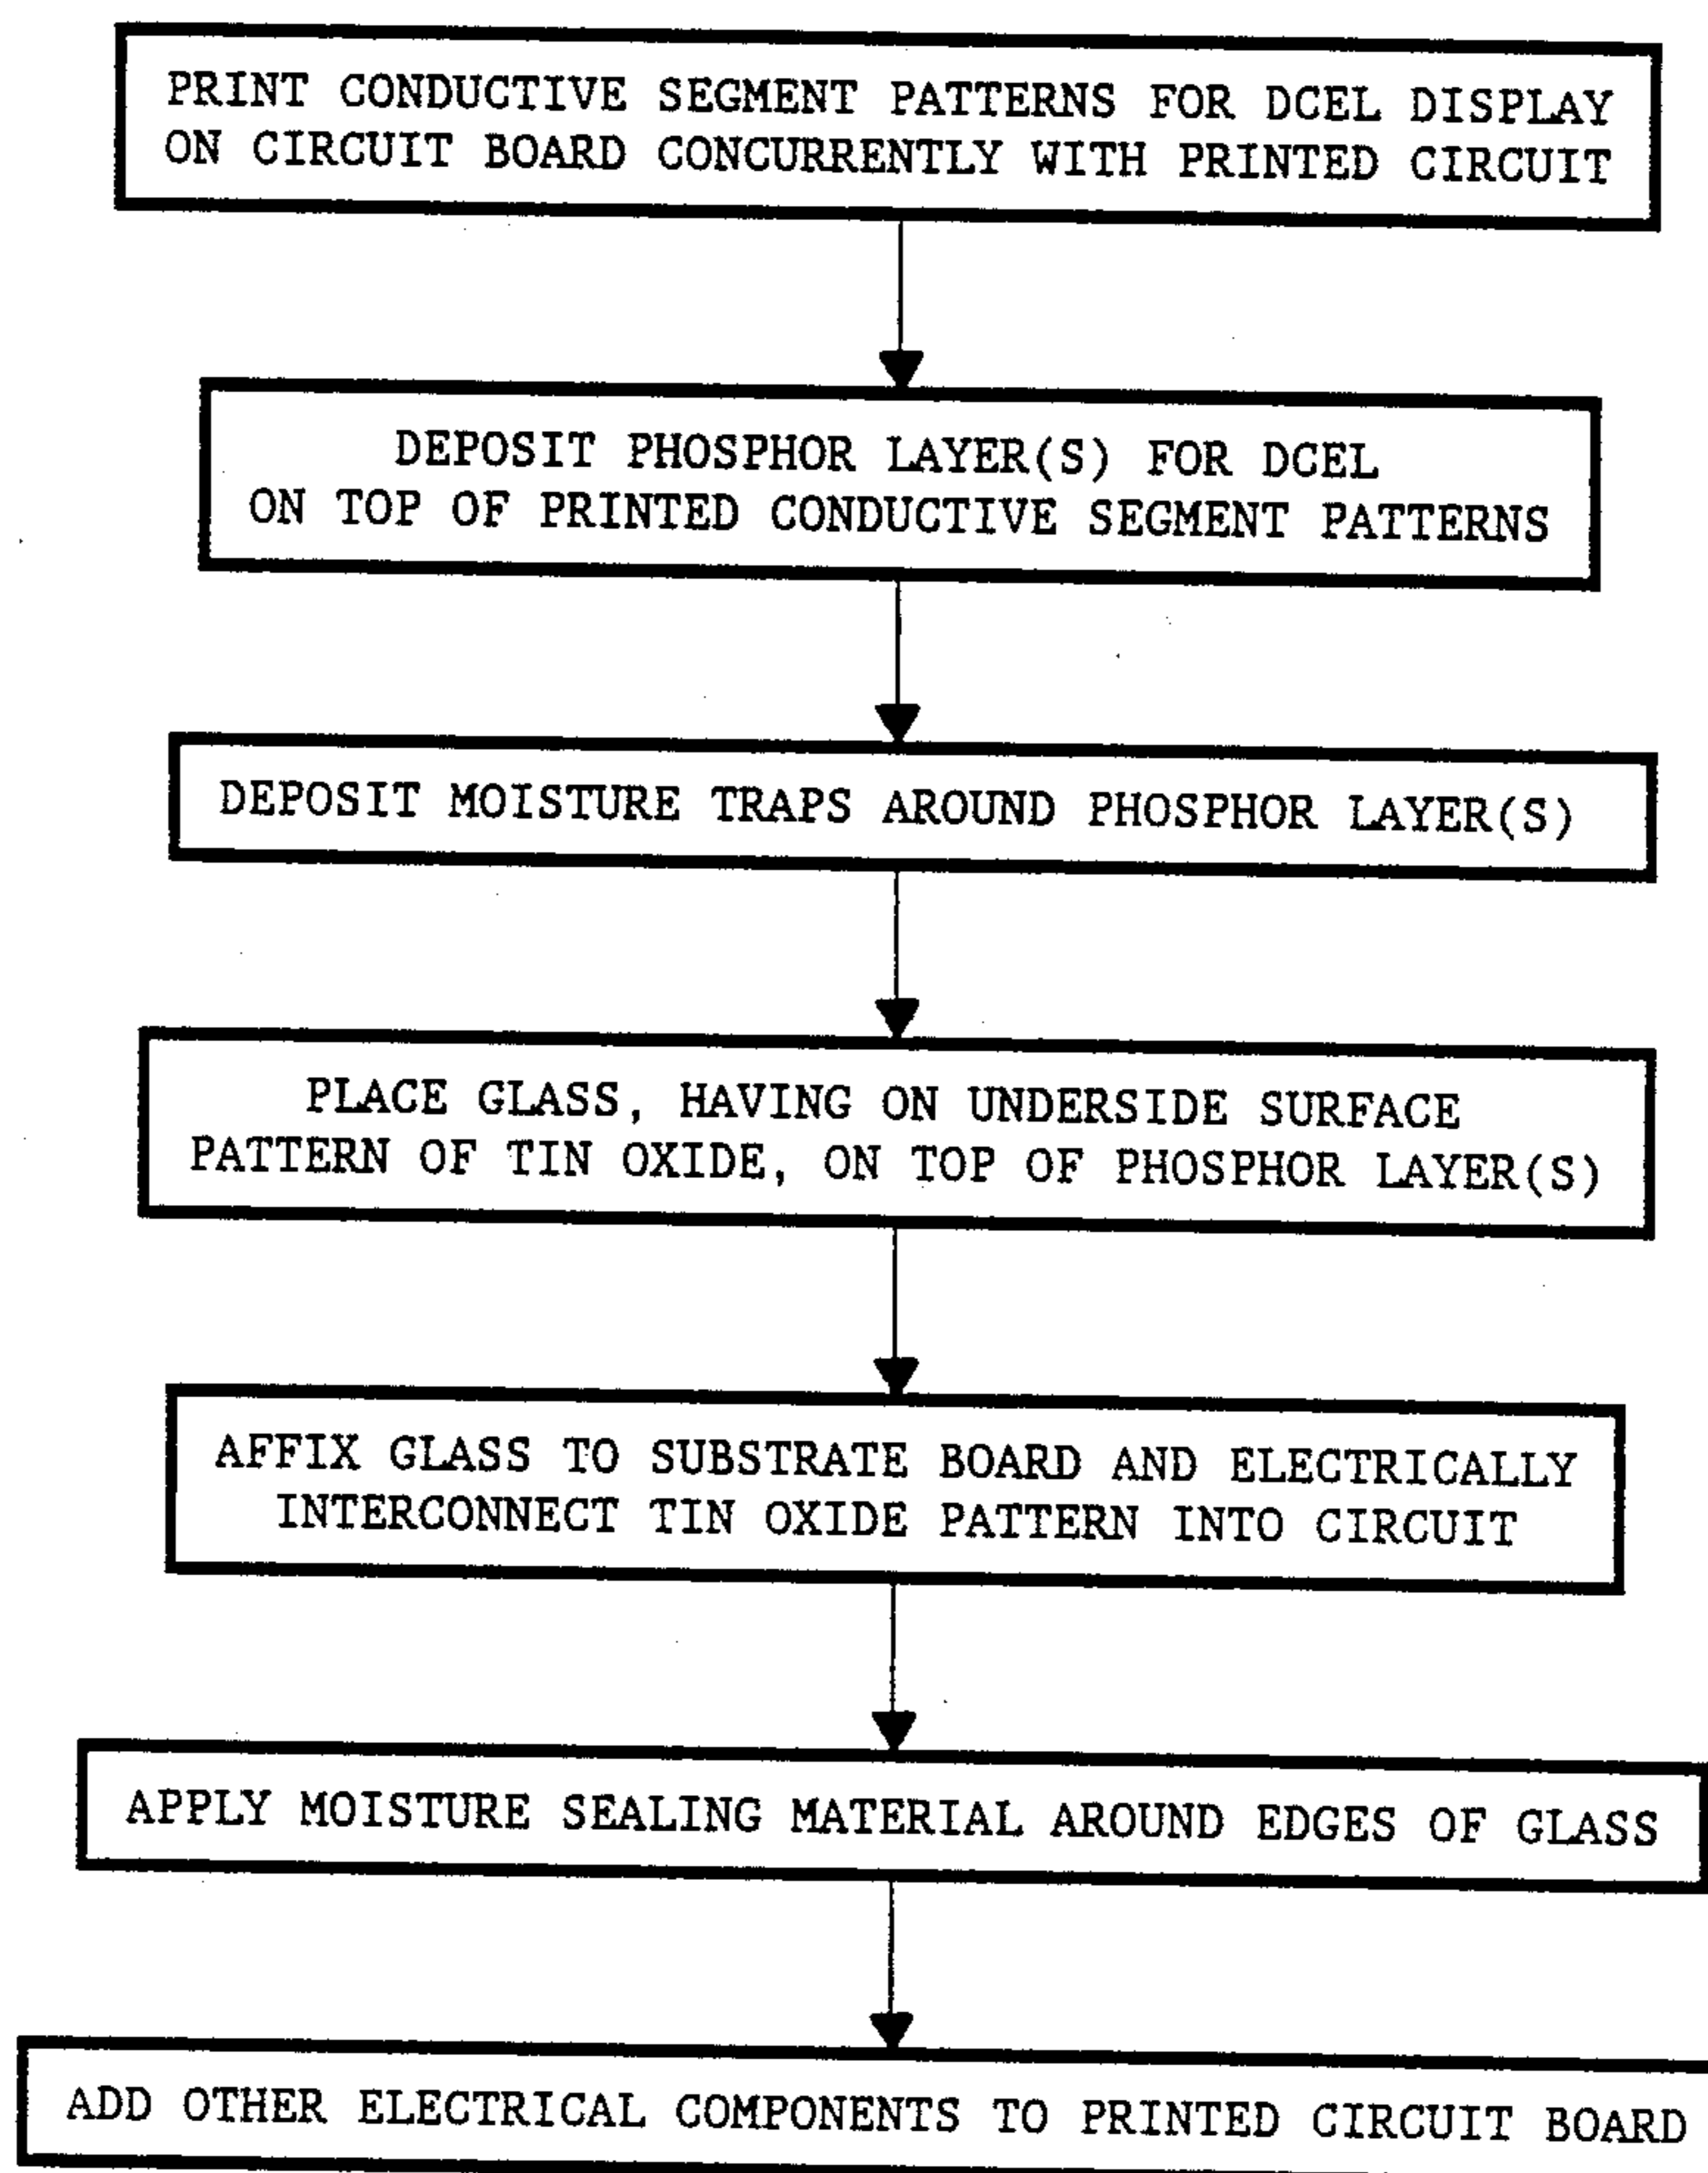 PRINT CONDUCTIVE SEGMENT PATTERNS FOR DCEL DISPLAY
ON CIRCUIT BOARD CONCURRENTLY WITH PRINTED CIRCUIT
DEPOSIT PHOSPHOR LAYER(S) FOR DCEL
ON TOP OF PRINTED CONDUCTIVE SEGMENT PATTERNS
DEPOSIT MOISTURE TRAPS AROUND PHOSPHOR LAYER(S)
PLACE GLASS, HAVING ON UNDERSIDE SURFACE
PATTERN OF TIN OXIDE, ON TOP OF PHOSPHOR LAYER(S)
AFFIX GLASS TO SUBSTRATE BOARD AND ELECTRICALLY
INTERCONNECT TIN OXIDE PATTERN INTO CIRCUIT
APPLY MOISTURE SEALING MATERIAL AROUND EDGES OF GLASS
ADD OTHER ELECTRICAL COMPONENTS TO PRINTED CIRCUIT BOARD